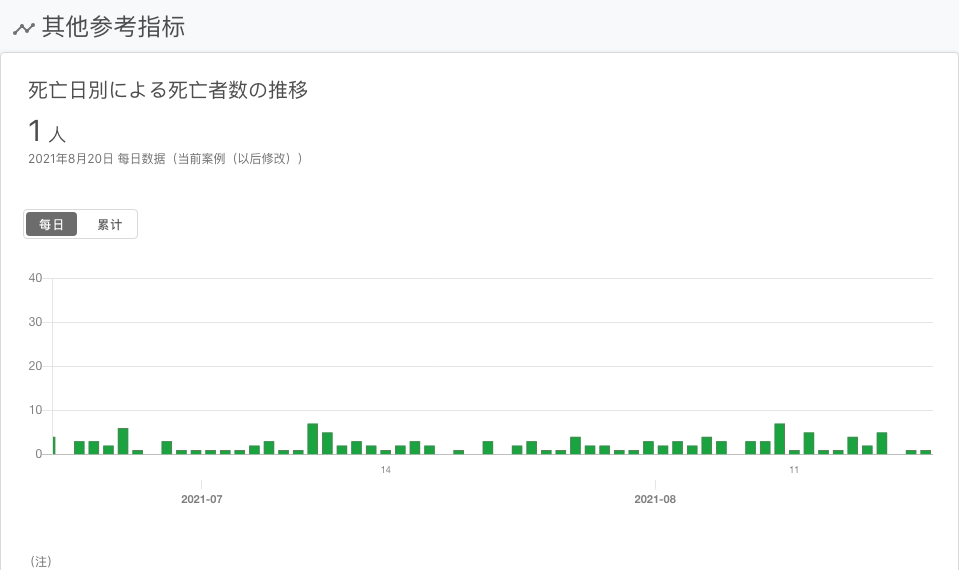 其他参考指标
死亡日別による死亡者数の推移
1 人
2021年8月20日 每日数据（当前案例（以后修改））
每日 累计
40
30
20
10
0
14 11
2021-07 2021-08
（注）